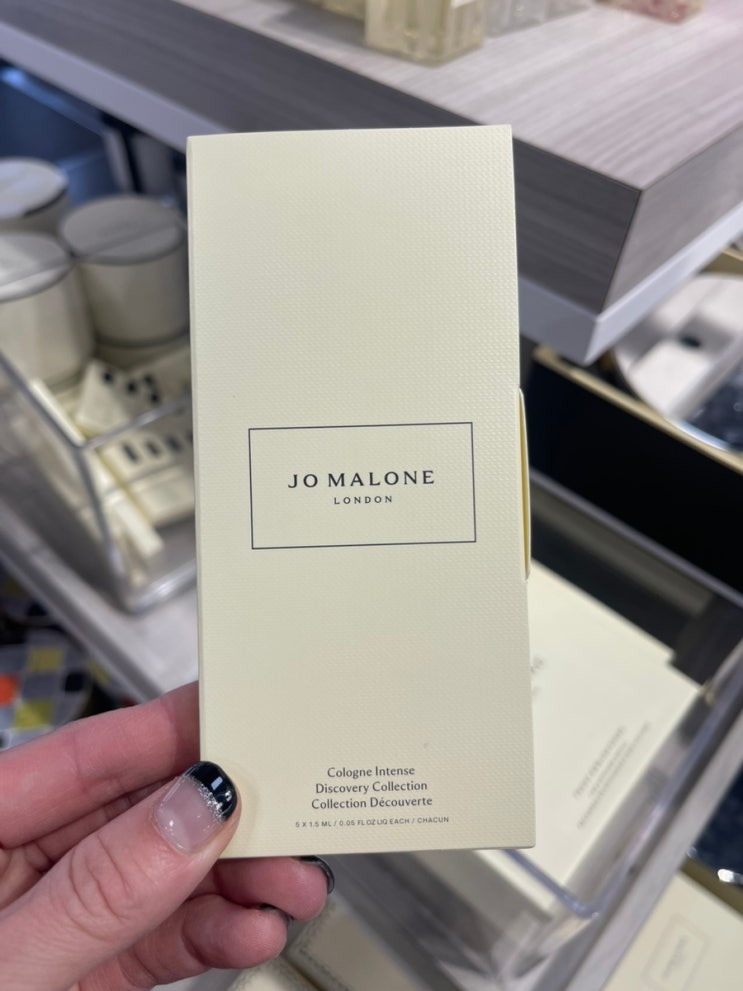 JO MALONE
LONDON
Cologne Intense
Discovery Collection
Collection Découverte
5 X 1.5 ML / 0.05 FL OZ LIQ EACH / CHACUN